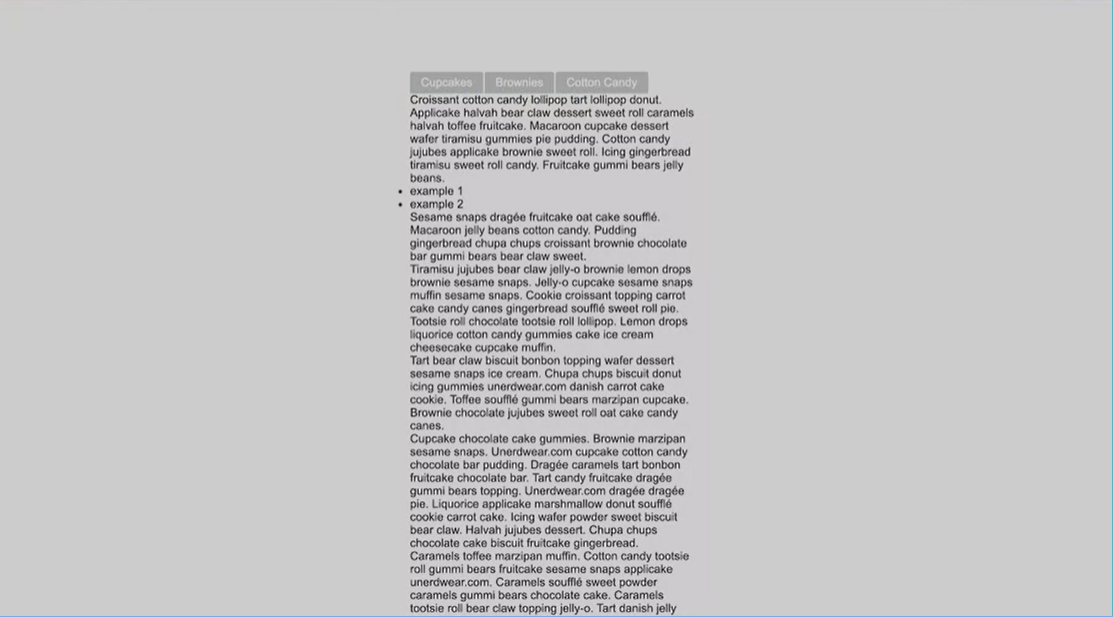 Cupcakes Brownies Cotton Candy
Croissant cotton candy lollipop tart lollipop donut.
Applicake halvah bear claw dessert sweet roll caramels
halvah toffee fruitcake. Macaroon cupcake dessert
wafer tiramisu gummies pie pudding. Cotton candy
jujubes applicake brownie sweet roll. Icing gingerbread
tiramisu sweet roll candy. Fruitcake gummi bears jelly
beans.
• example 1
• example 2
Sesame snaps dragée fruitcake oat cake soufflé.
Macaroon jelly beans cotton candy. Pudding
gingerbread chupa chups croissant brownie chocolate
bar gummi bears bear claw sweet.
Tiramisu jujubes bear claw jelly-o brownie lemon drops
brownie sesame snaps. Jelly-o cupcake sesame snaps
muffin sesame snaps. Cookie croissant topping carrot
cake candy canes gingerbread soufflé sweet roll pie.
Tootsie roll chocolate tootsie roll lollipop. Lemon drops
liquorice cotton candy gummies cake ice cream
cheesecake cupcake muffin.
Tart bear claw biscuit bonbon topping wafer dessert
sesame snaps ice cream. Chupa chups biscuit donut
icing gummies unerdwear.com danish carrot cake
cookie. Toffee soufflé gummi bears marzipan cupcake.
Brownie chocolate jujubes sweet roll oat cake candy
canes.
Cupcake chocolate cake gummies. Brownie marzipan
sesame snaps. Unerdwear.com cupcake cotton candy
chocolate bar pudding. Dragée caramels tart bonbon
fruitcake chocolate bar. Tart candy fruitcake dragée
gummi bears topping. Unerdwear.com dragée dragée
pie. Liquorice applicake marshmallow donut soufflé
cookie carrot cake. Icing wafer powder sweet biscuit
bear claw. Halvah jujubes dessert. Chupa chups
chocolate cake biscuit fruitcake gingerbread.
Caramels toffee marzipan muffin. Cotton candy tootsie
roll gummi bears fruitcake sesame snaps applicake
unerdwear.com. Caramels soufflé sweet powder
caramels gummi bears chocolate cake. Caramels
tootsie roll bear claw topping jelly-o. Tart danish jelly